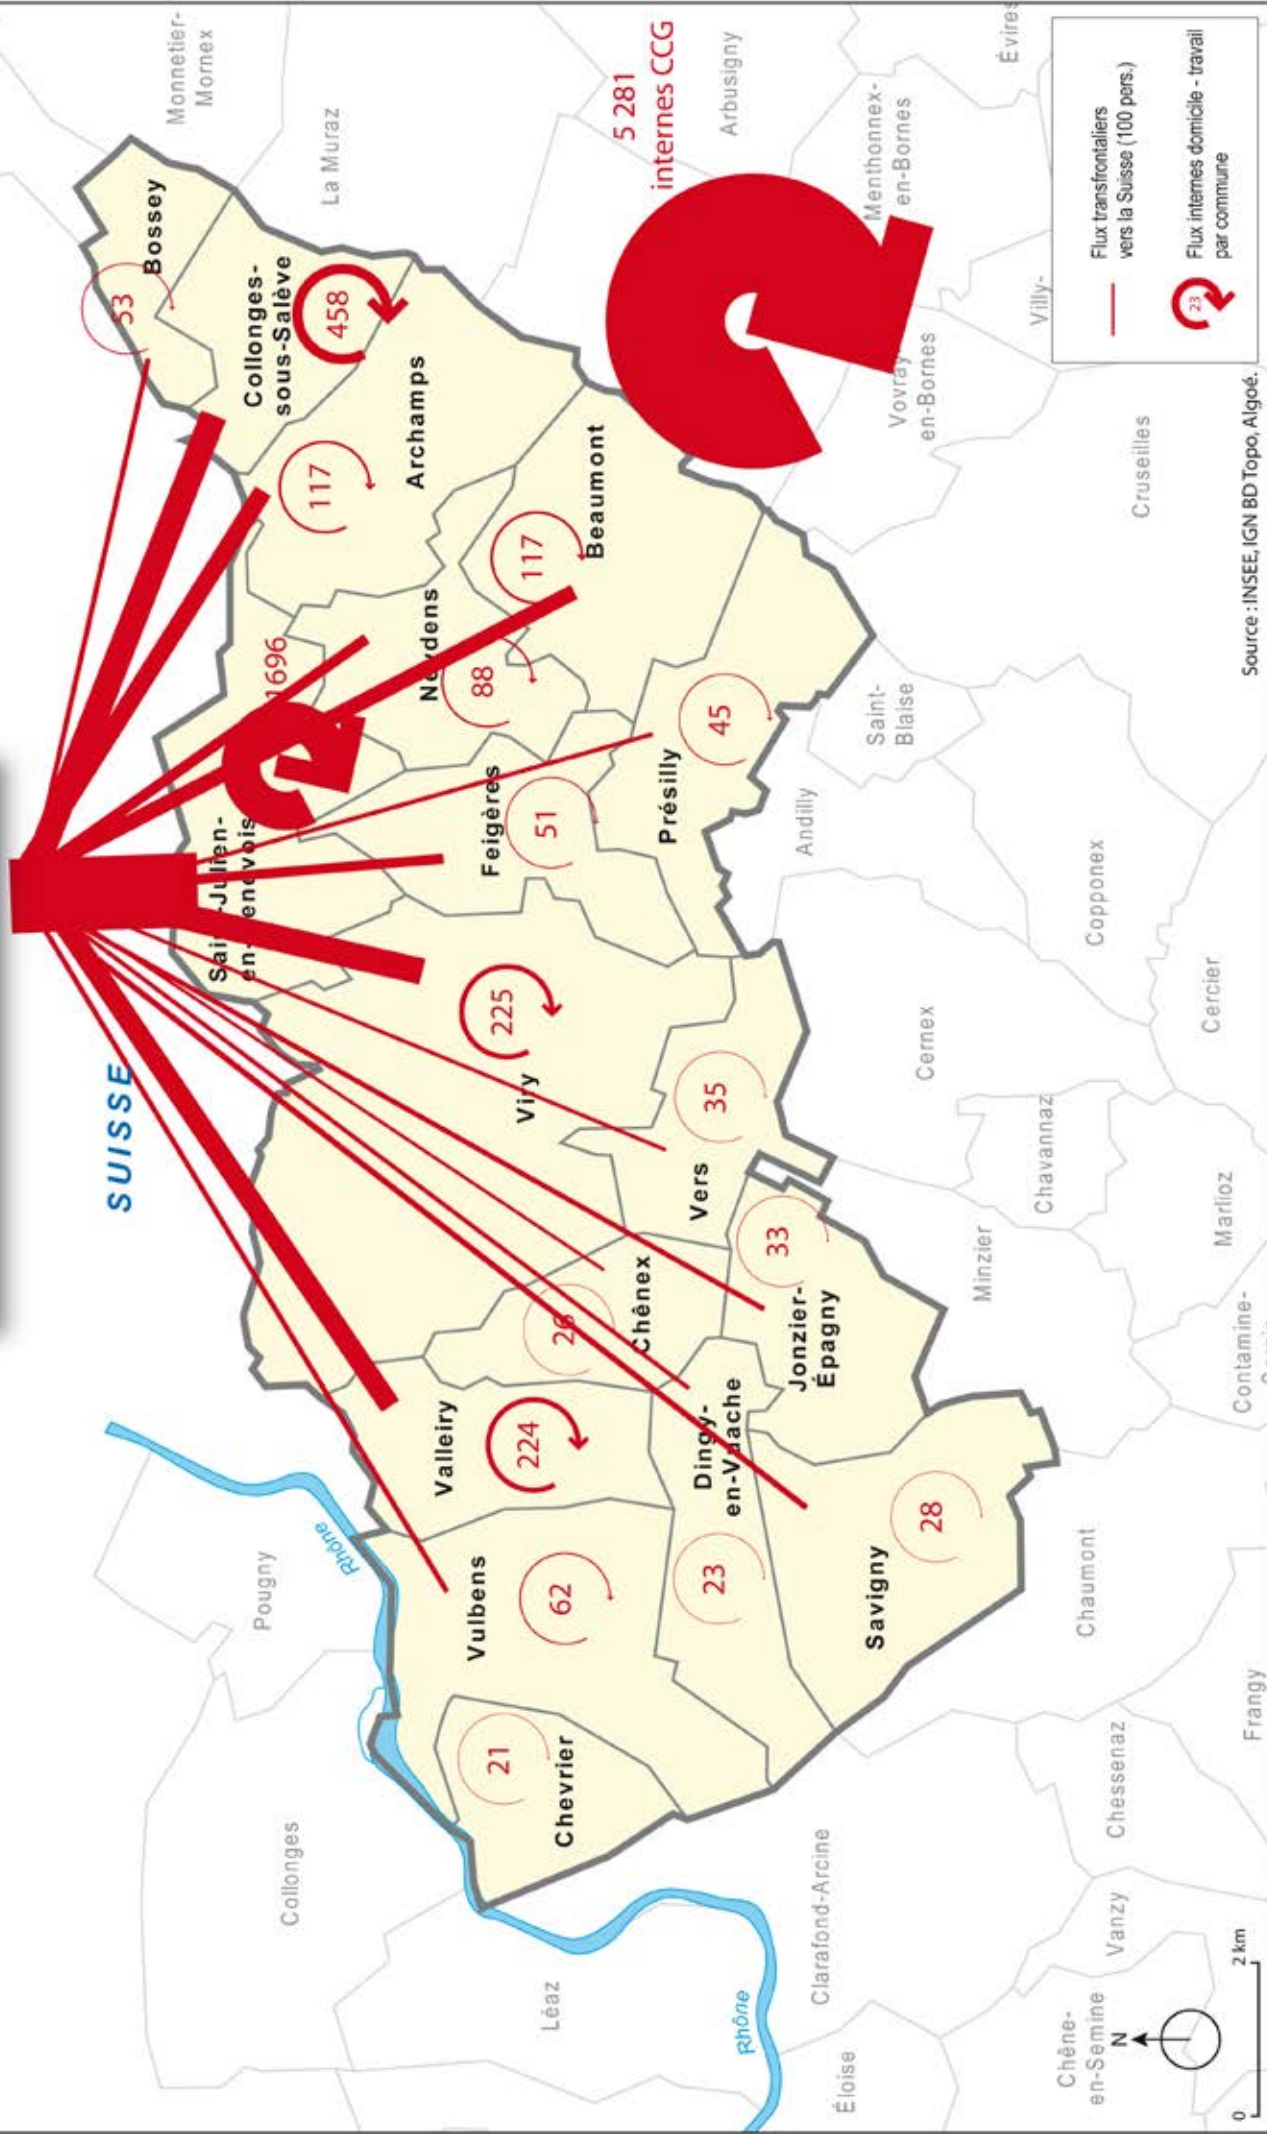 SUISSE
Monnetier-
Mornex
La Muraz
Arbusigny
Menthonnex-
en-Bornes
Évires
Villy-
Vovray-
en-Bornes
Cruseilles
Saint-
Blaise
Andilly
Copponex
Cercier
Cernex
Chavannaz
Marlioz
Minzier
Contamine-
Chaumont
Frangy
Chessenaz
Vanzy
Clarafond-Arcine
Chêne-
en-Semine
Éloise
Léaz
Collonges
Pougny
Rhône
Rhône
Bossey
53
Collonges-
sous-Salève
458
Archamps
117
Beaumont
117
Neydens
88
1696
Saint-Julien-
en-Genevois
Feigères
51
Présilly
45
Viry
225
Vers
35
Jonzier-
Épagny
33
Chênex
26
Valleiry
224
Dingy-
en-Vuache
23
Savigny
28
Vulbens
62
Chevrier
21
5 281
internes CCG
Flux transfrontaliers
vers la Suisse (100 pers.)
23
Flux internes domicile - travail
par commune
N
0 2 km
Source : INSEE, IGN BD Topo, Algoé.